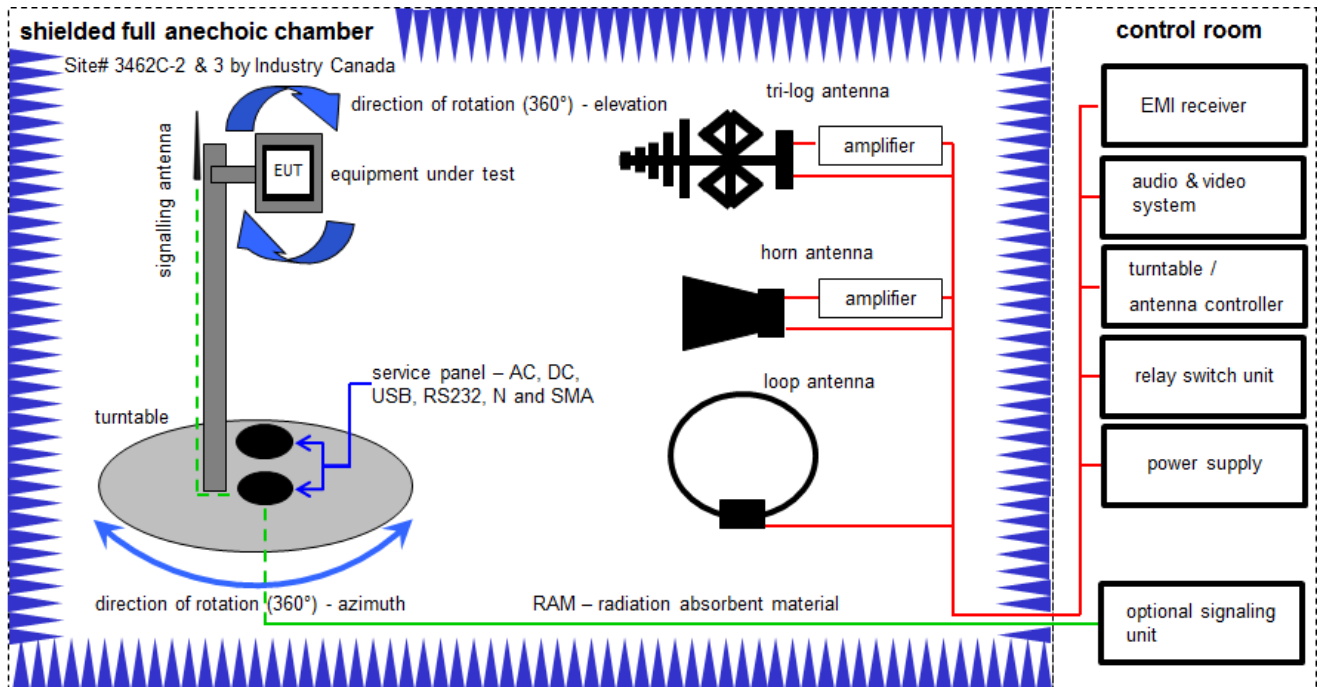 shielded full anechoic chamber
Site# 3462C-2 & 3 by Industry Canada
direction of rotation (360°) - elevation
signalling antenna
EUT
equipment under test
service panel – AC, DC,
USB, RS232, N and SMA
turntable
direction of rotation (360°) - azimuth
tri-log antenna
amplifier
horn antenna
amplifier
loop antenna
RAM – radiation absorbent material
control room
EMI receiver
audio & video
system
turntable /
antenna controller
relay switch unit
power supply
optional signaling
unit